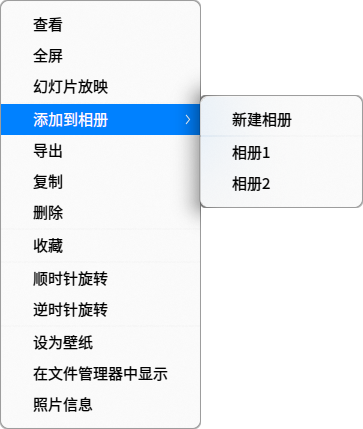 查看
全屏
幻灯片放映
添加到相册
导出
复制
删除
收藏
顺时针旋转
逆时针旋转
设为壁纸
在文件管理器中显示
照片信息
新建相册
相册1
相册2